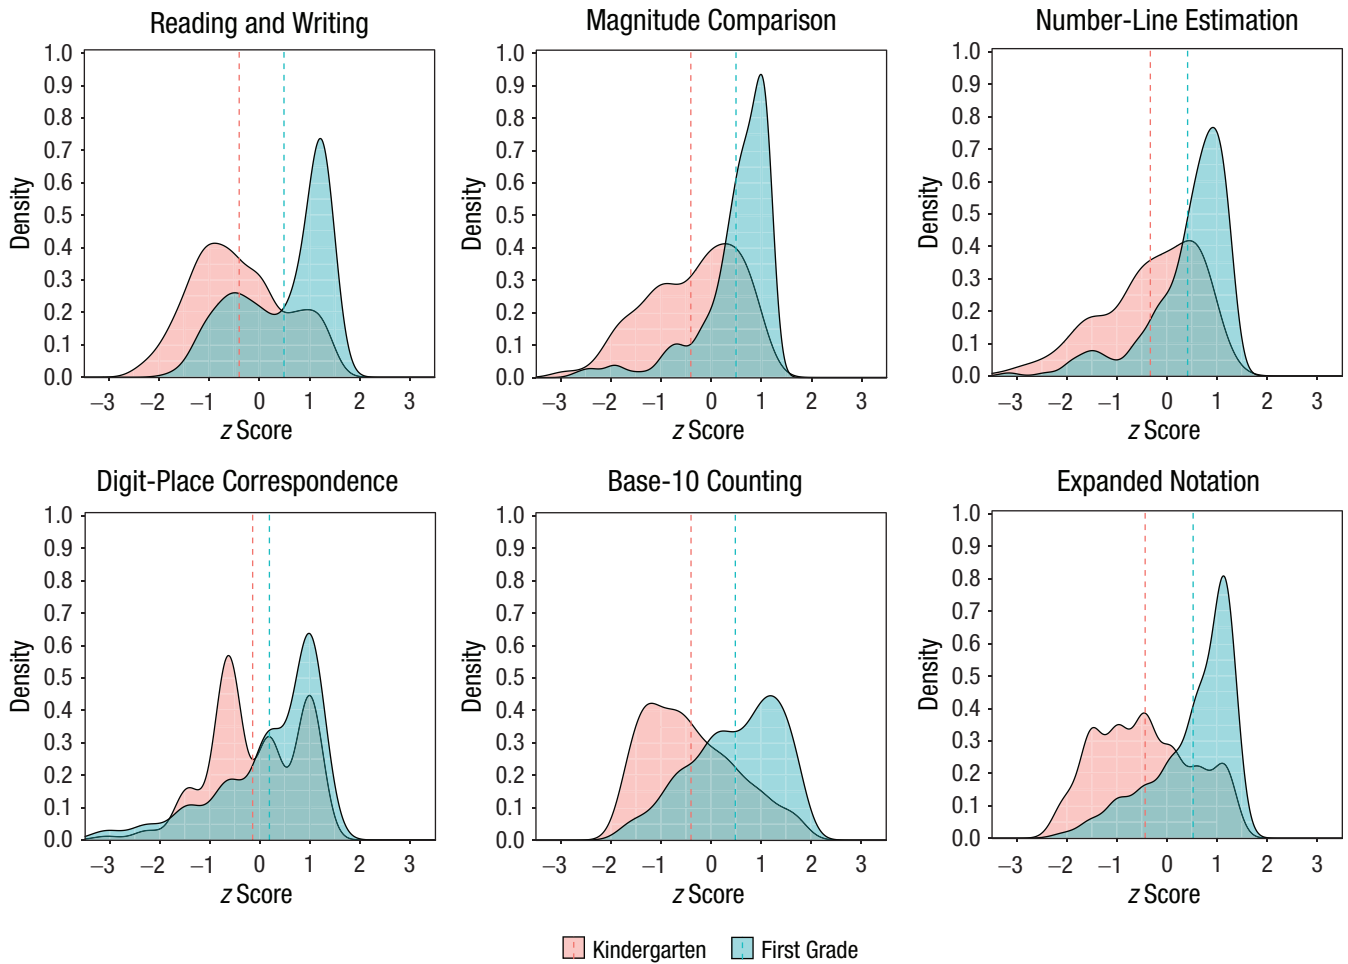 Reading and Writing
Magnitude Comparison
Number-Line Estimation
1.0
0.9
0.8
0.7
0.6
0.5
0.4
0.3
0.2
0.1
0.0
Density
−3 −2 −1 0 1 2 3
z Score
1.0
0.9
0.8
0.7
0.6
0.5
0.4
0.3
0.2
0.1
0.0
Density
−3 −2 −1 0 1 2 3
z Score
1.0
0.9
0.8
0.7
0.6
0.5
0.4
0.3
0.2
0.1
0.0
Density
−3 −2 −1 0 1 2 3
z Score
Digit-Place Correspondence
Base-10 Counting
Expanded Notation
1.0
0.9
0.8
0.7
0.6
0.5
0.4
0.3
0.2
0.1
0.0
Density
−3 −2 −1 0 1 2 3
z Score
1.0
0.9
0.8
0.7
0.6
0.5
0.4
0.3
0.2
0.1
0.0
Density
−3 −2 −1 0 1 2 3
z Score
1.0
0.9
0.8
0.7
0.6
0.5
0.4
0.3
0.2
0.1
0.0
Density
−3 −2 −1 0 1 2 3
z Score
Kindergarten First Grade